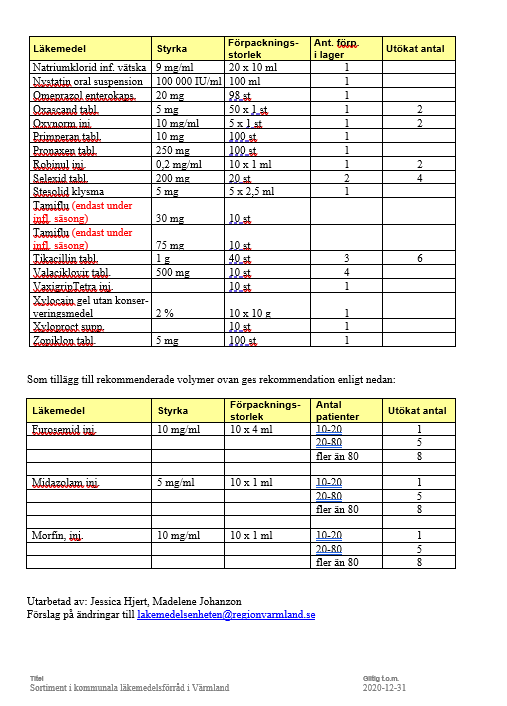 Läkemedel Styrka Förpacknings-storlek Ant. förp. i lager Utökat antal
Natriumklorid inf. vätska 9 mg/ml 20 x 10 ml 1
Nystatin oral suspension 100 000 IU/ml 100 ml 1
Omeprazol enterokaps. 20 mg 98 st 1
Oxascand tabl. 5 mg 50 x 1 st 1 2
Oxynorm inj. 10 mg/ml 5 x 1 st 1 2
Primperan tabl. 10 mg 100 st 1
Pronaxen tabl. 250 mg 100 st 1
Robinul inj. 0,2 mg/ml 10 x 1 ml 1 2
Selexid tabl. 200 mg 20 st 2 4
Stesolid klysma 5 mg 5 x 2,5 ml 1
Tamiflu (endast under
infl. säsong) 30 mg 10 st
Tamiflu (endast under
infl. säsong) 75 mg 10 st
Tikacillin tabl. 1 g 40 st 3 6
Valaciklovir tabl. 500 mg 10 st 4
VaxigripTetra inj. 10 st 1
Xylocain gel utan konser-
veringsmedel 2 % 10 x 10 g 1
Xyloproct supp. 10 st 1
Zopiklon tabl. 5 mg 100 st 1
Som tillägg till rekommenderade volymer ovan ges rekommendation enligt nedan:
Läkemedel Styrka Förpacknings-storlek Antal patienter Utökat antal
Furosemid inj. 10 mg/ml 10 x 4 ml 10-20 1
20-80 5
fler än 80 8
Midazolam inj. 5 mg/ml 10 x 1 ml 10-20 1
20-80 5
fler än 80 8
Morfin, inj. 10 mg/ml 10 x 1 ml 10-20 1
20-80 5
fler än 80 8
Utarbetad av: Jessica Hjert, Madelene Johanzon
Förslag på ändringar till lakemedelsenheten@regionvarmland.se
Titel Giltig t.o.m.
Sortiment i kommunala läkemedelsförråd i Värmland 2020-12-31